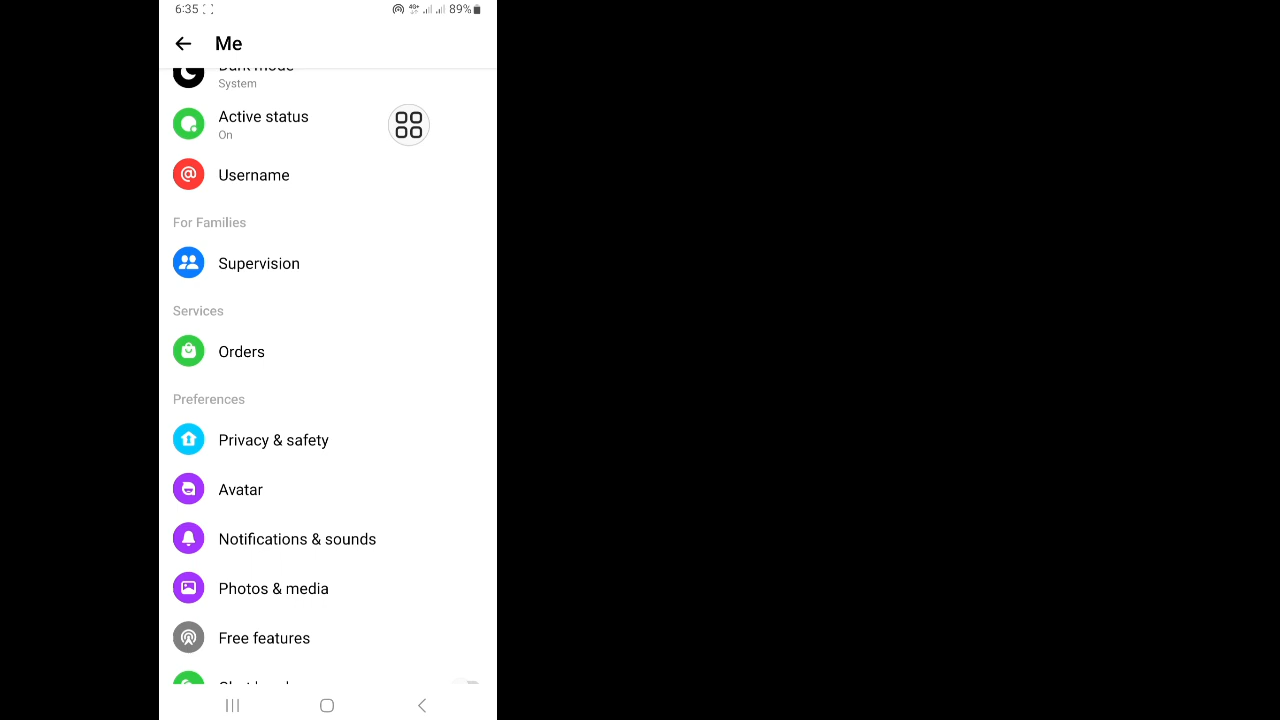 6:35
4G+ 89%
Me
Dark mode
System
Active status
On
Username
For Families
Supervision
Services
Orders
Preferences
Privacy & safety
Avatar
Notifications & sounds
Photos & media
Free features